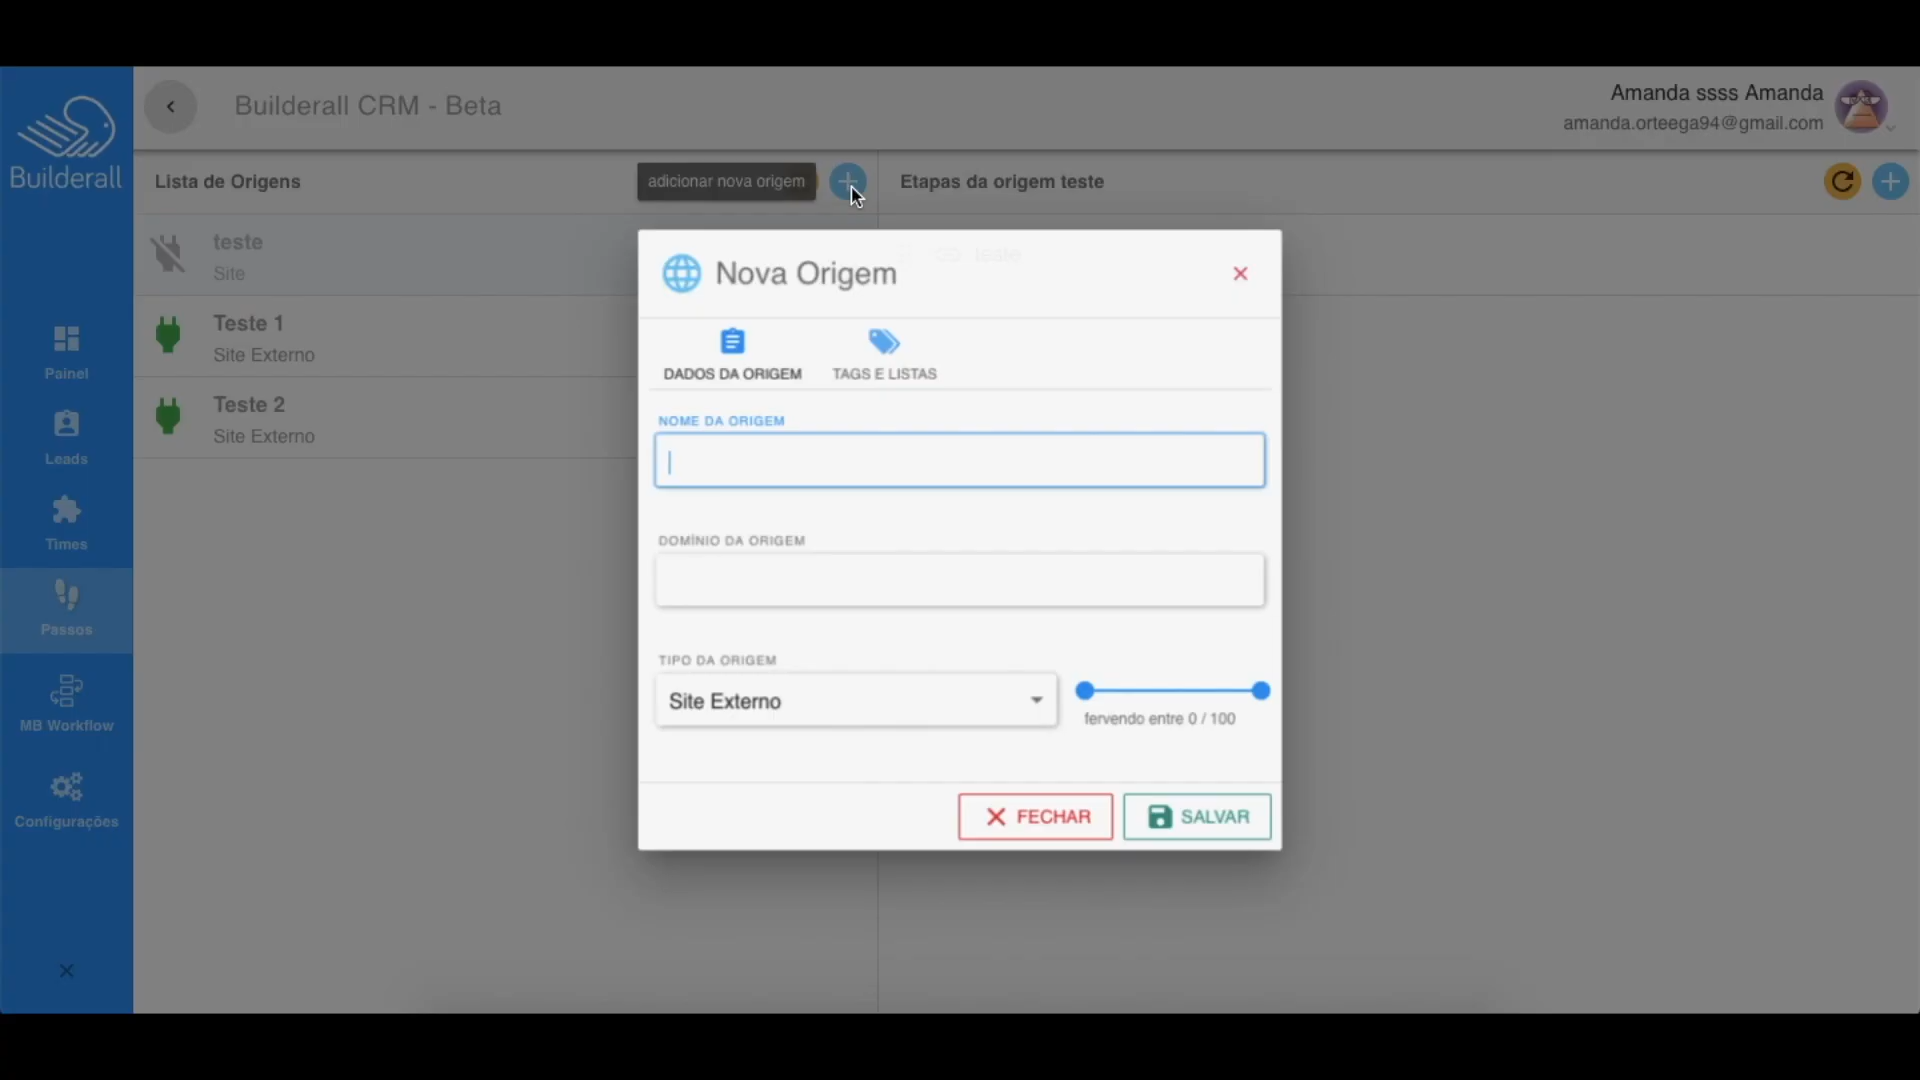 Builderall CRM - Beta
Amanda ssss Amanda
amanda.orteega94@gmail.com
Builderall
Painel
Leads
Times
Passos
MB Workflow
Configurações
Lista de Origens
adicionar nova origem
Etapas da origem teste
teste
Site
Teste 1
Site Externo
Teste 2
Site Externo
teste
Nova Origem
DADOS DA ORIGEM
TAGS E LISTAS
NOME DA ORIGEM
DOMÍNIO DA ORIGEM
TIPO DA ORIGEM
Site Externo
fervendo entre 0 / 100
FECHAR
SALVAR